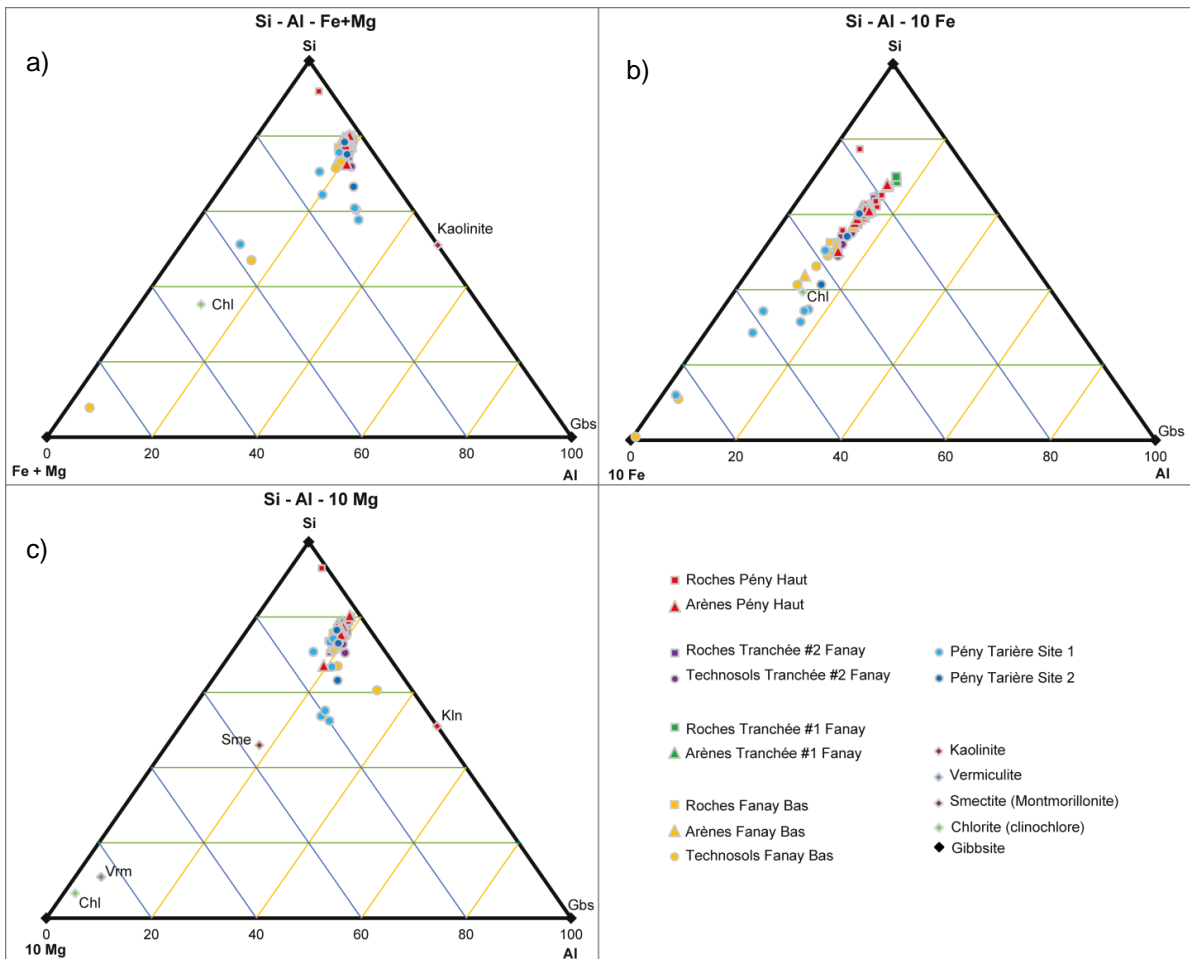 Si - Al - Fe+Mg
a)
Si
Kaolinite
Chl
Gbs
0 20 40 60 80 100
Fe + Mg
Al
Si - Al - 10 Fe
b)
Si
Chl
Gbs
0 20 40 60 80 100
10 Fe
Al
Si - Al - 10 Mg
c)
Si
Kln
Sme
Vrm
Chl
Gbs
0 20 40 60 80 100
10 Mg
Al
Roches Pény Haut
Arènes Pény Haut
Roches Tranchée #2 Fanay
Technosols Tranchée #2 Fanay
Roches Tranchée #1 Fanay
Arènes Tranchée #1 Fanay
Roches Fanay Bas
Arènes Fanay Bas
Technosols Fanay Bas
Pény Tarière Site 1
Pény Tarière Site 2
Kaolinite
Vermiculite
Smectite (Montmorillonite)
Chlorite (clinochlore)
Gibbsite